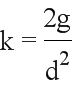 k = 2g/d²